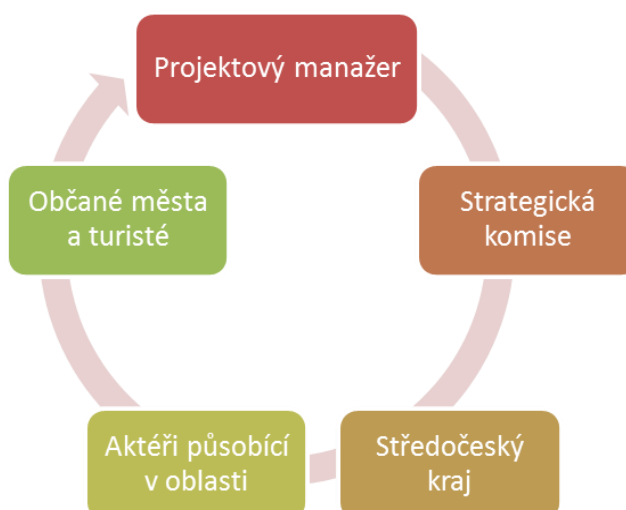 Projektový manažer
Strategická
komise
Středočeský
kraj
Aktéři působící
v oblasti
Občané města
a turisté